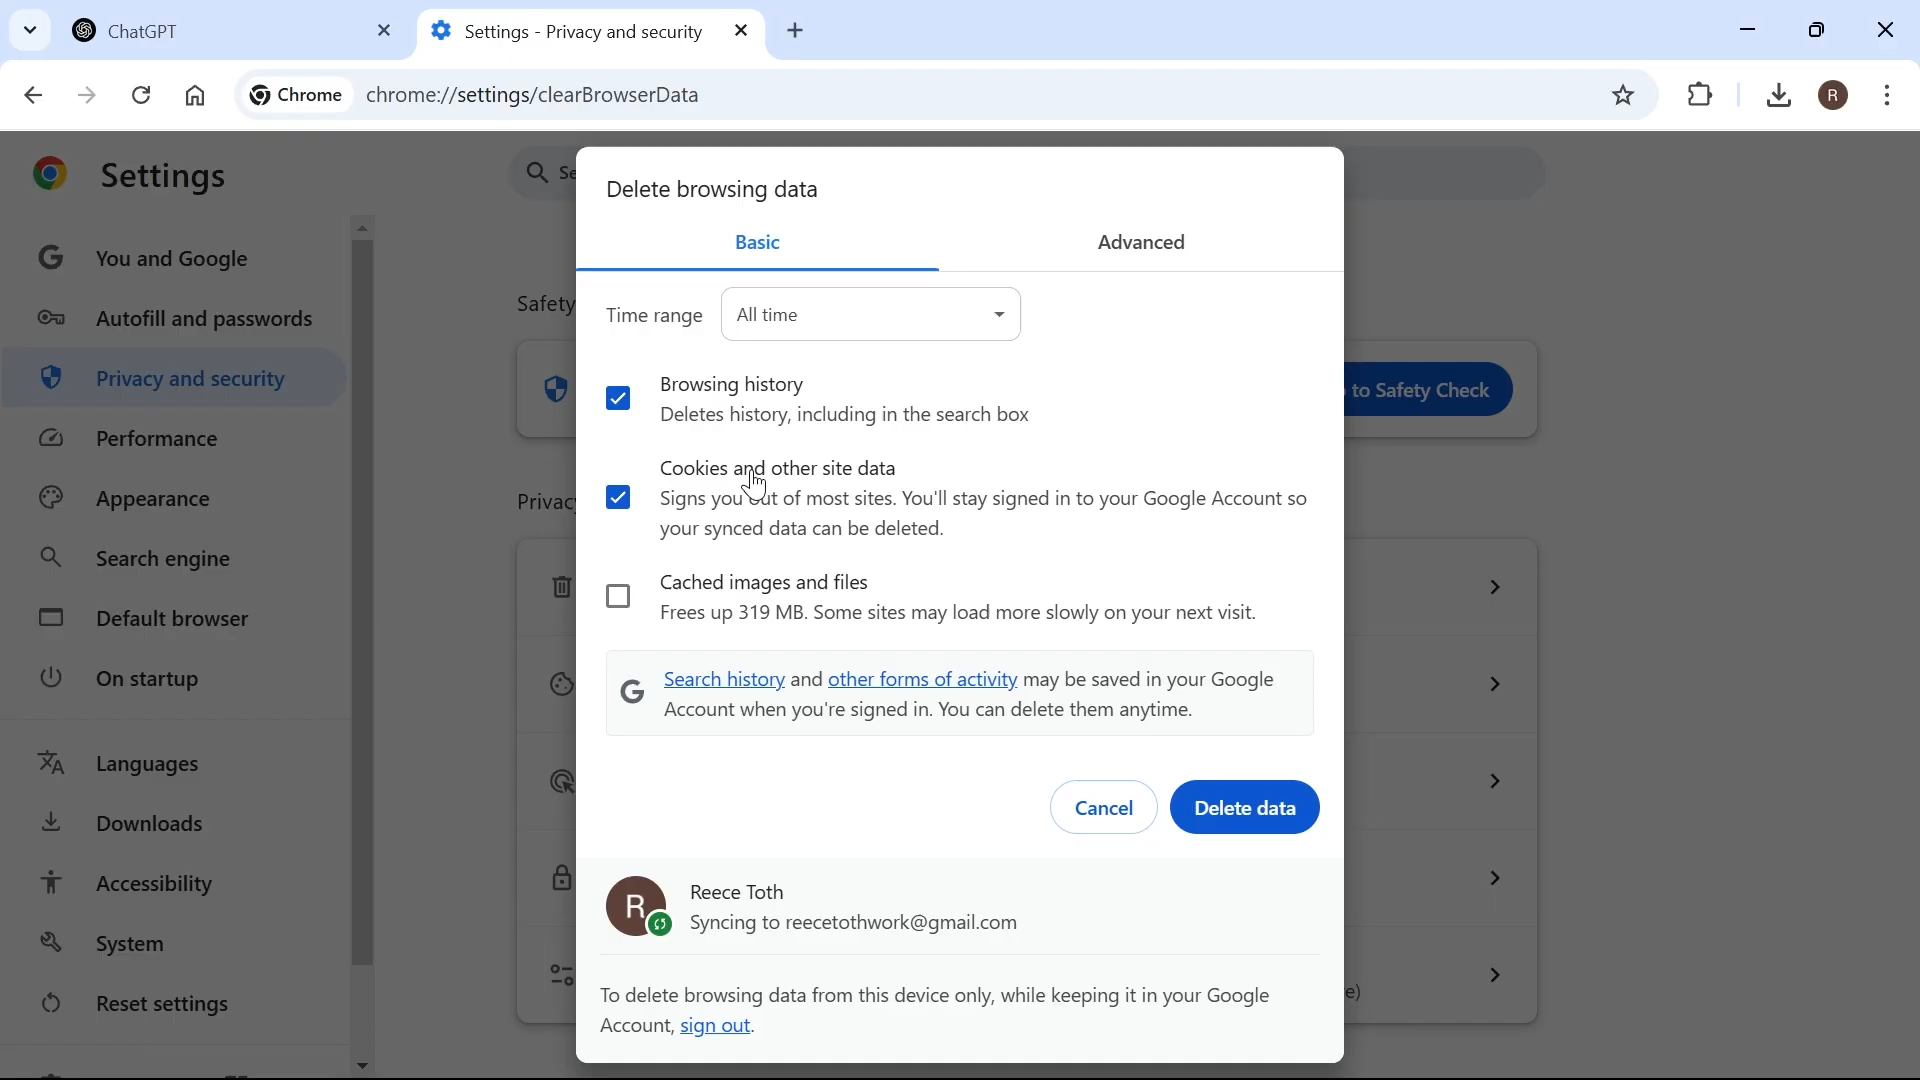 ChatGPT
Settings - Privacy and security
Chrome
chrome://settings/clearBrowserData
R
Settings
You and Google
Autofill and passwords
Privacy and security
Performance
Appearance
Search engine
Default browser
On startup
Languages
Downloads
Accessibility
System
Reset settings
Se
Safety
to Safety Check
Privac
e)
Delete browsing data
Basic
Advanced
Time range
All time
Browsing history
Deletes history, including in the search box
Cookies and other site data
Signs you out of most sites. You'll stay signed in to your Google Account so
your synced data can be deleted.
Cached images and files
Frees up 319 MB. Some sites may load more slowly on your next visit.
G
Search history and other forms of activity may be saved in your Google
Account when you're signed in. You can delete them anytime.
Cancel
Delete data
R
Reece Toth
Syncing to reecetothwork@gmail.com
To delete browsing data from this device only, while keeping it in your Google
Account, sign out.